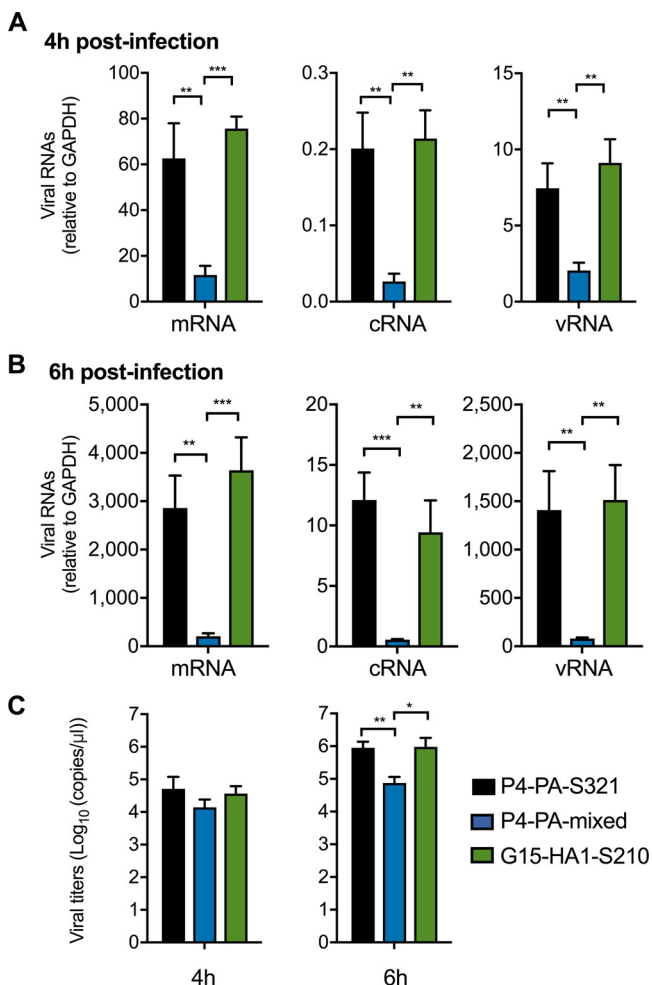 A
4h post-infection
Viral RNAs
(relative to GAPDH)
100
80
60
40
20
0
**
***
mRNA
0.3
0.2
0.1
0.0
**
**
cRNA
15
10
5
0
**
**
vRNA
B
6h post-infection
Viral RNAs
(relative to GAPDH)
5,000
4,000
3,000
2,000
1,000
0
**
***
mRNA
20
15
10
5
0
***
**
cRNA
2,500
2,000
1,500
1,000
500
0
**
**
vRNA
C
Viral titers (Log10 (copies/µl))
7
6
5
4
3
2
1
0
4h
7
6
5
4
3
2
1
0
**
*
6h
P4-PA-S321
P4-PA-mixed
G15-HA1-S210